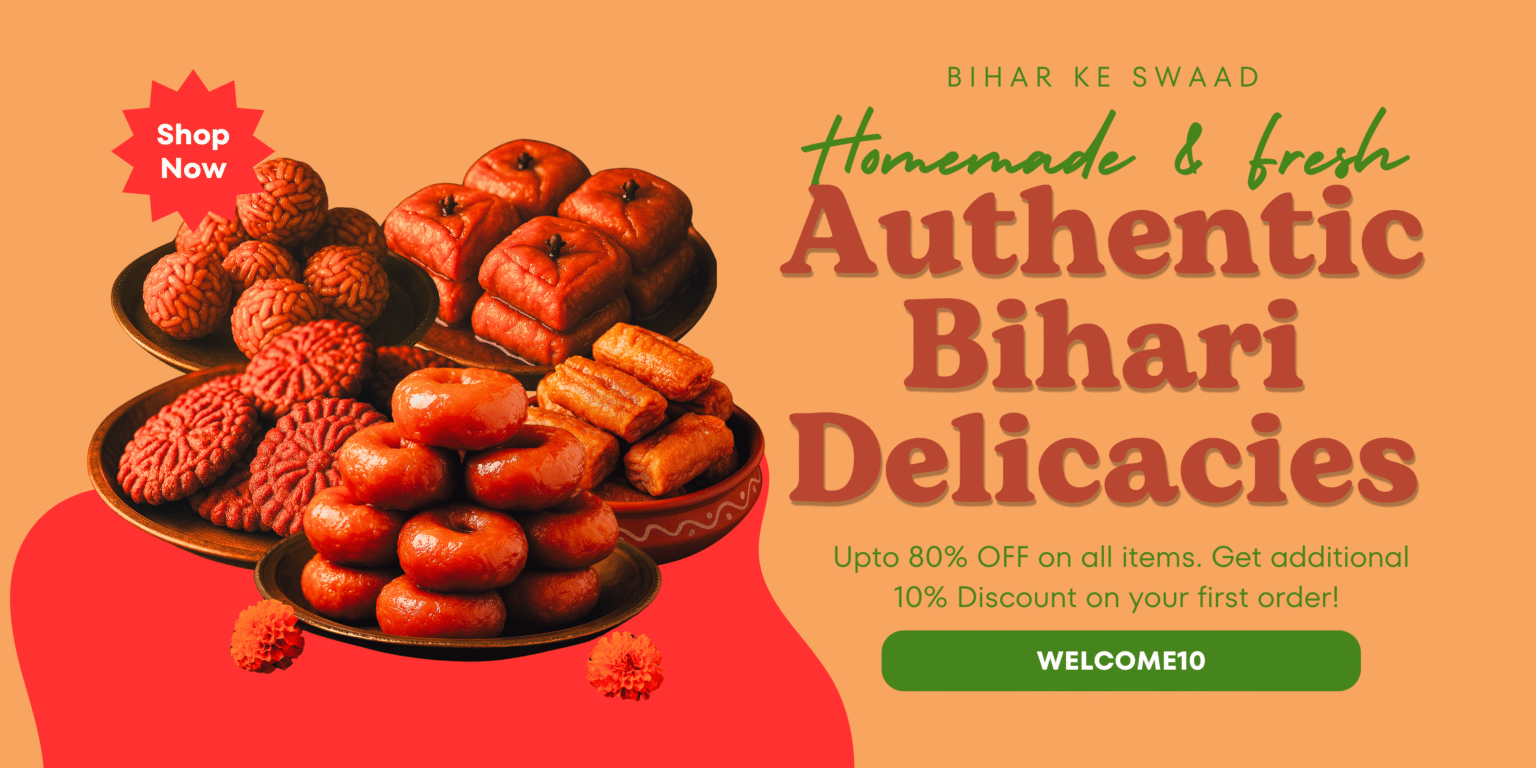 Shop
Now
BIHAR KE SWAAD
Homemade & fresh
Authentic
Bihari
Delicacies
Upto 80% OFF on all items. Get additional
10% Discount on your first order!
WELCOME10